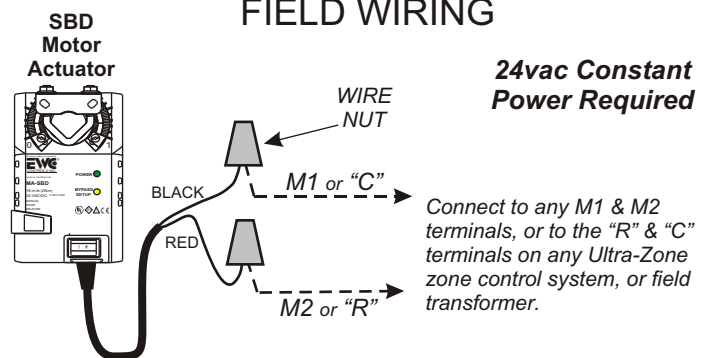 FIELD WIRING
SBD
Motor
Actuator
24vac Constant
Power Required
WIRE
NUT
0
1
EWC
POWER
MA-SBD
BYPASS
SETUP
BLACK
M1 or “C”
RED
M2 or “R”
Connect to any M1 & M2
terminals, or to the “R” & “C”
terminals on any Ultra-Zone
zone control system, or field
transformer.